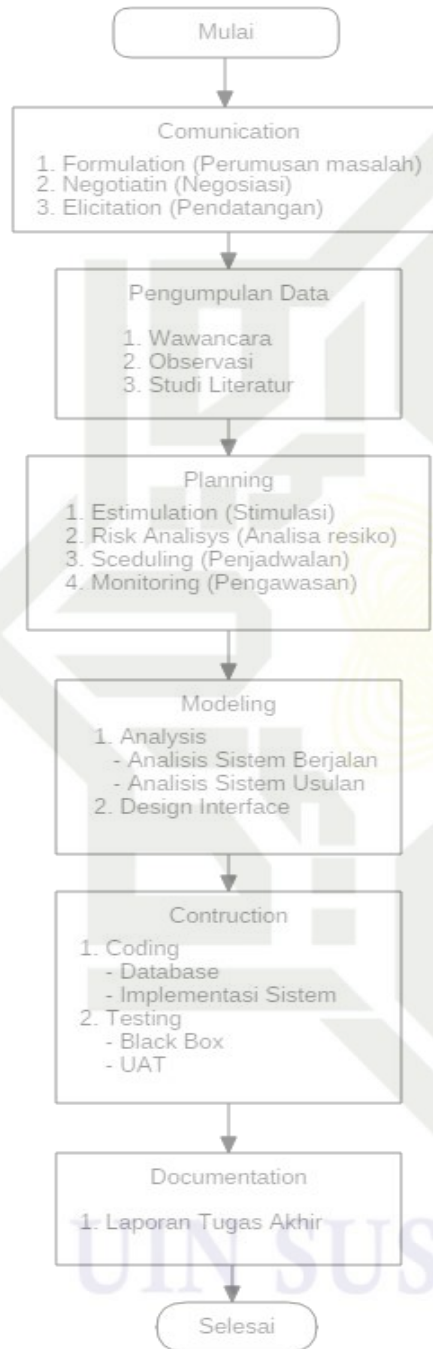 Mulai
Comunication
1. Formulation (Perumusan masalah)
2. Negotiatin (Negosiasi)
3. Elicitation (Pendatangan)
Pengumpulan Data
1. Wawancara
2. Observasi
3. Studi Literatur
Planning
1. Estimulation (Stimulasi)
2. Risk Analisys (Analisa resiko)
3. Sceduling (Penjadwalan)
4. Monitoring (Pengawasan)
Modeling
1. Analysis
- Analisis Sistem Berjalan
- Analisis Sistem Usulan
2. Design Interface
Contruction
1. Coding
- Database
- Implementasi Sistem
2. Testing
- Black Box
- UAT
Documentation
1. Laporan Tugas Akhir
UIN SUS
Selesai